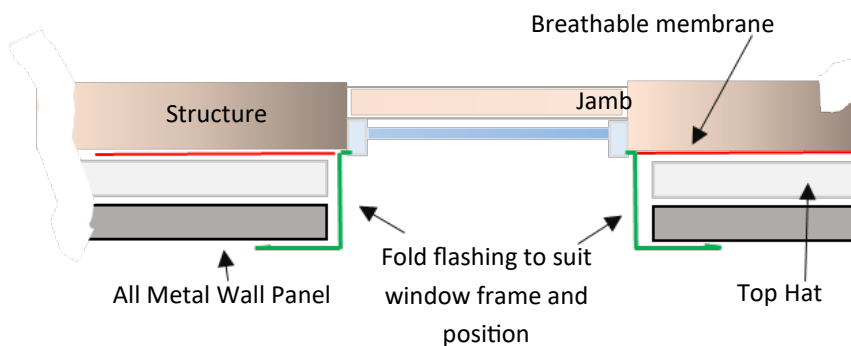 Breathable membrane
Jamb
Structure
Fold flashing to suit
window frame and
position
All Metal Wall Panel
Top Hat